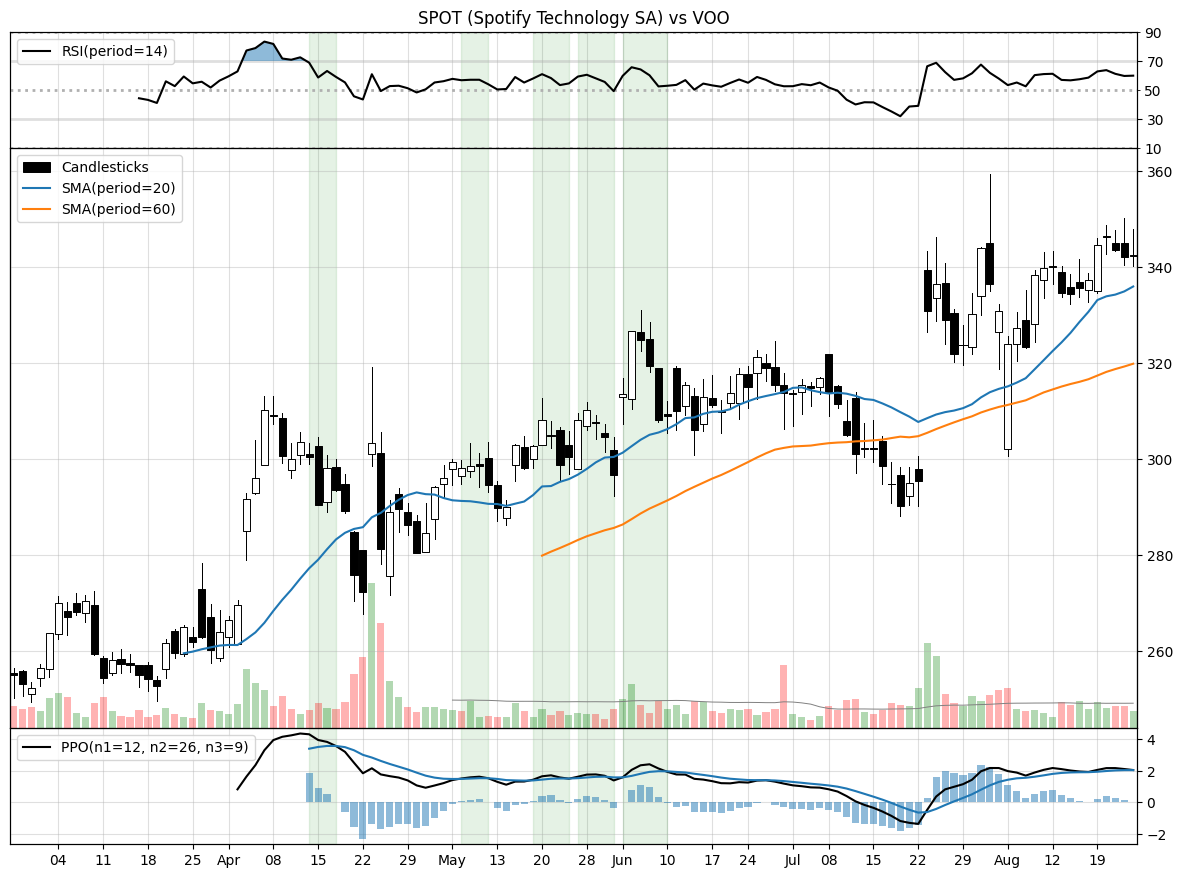 SPOT (Spotify Technology SA) vs VOO
RSI(period=14)
90
70
50
30
10
Candlesticks
SMA(period=20)
SMA(period=60)
360
340
320
300
280
260
PPO(n1=12, n2=26, n3=9)
4
2
0
−2
04 11 18 25 Apr 08 15 22 29 May 13 20 28 Jun 10 17 24 Jul 08 15 22 29 Aug 12 19